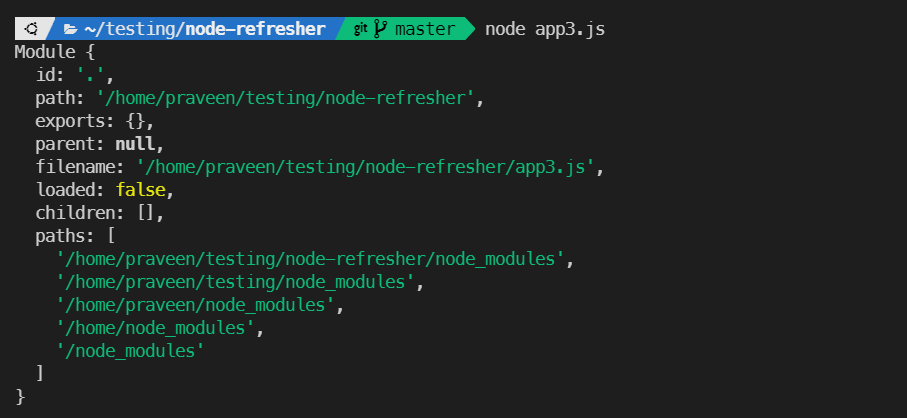 ~/testing/node-refresher git master node app3.js
Module {
  id: '.',
  path: '/home/praveen/testing/node-refresher',
  exports: {},
  parent: null,
  filename: '/home/praveen/testing/node-refresher/app3.js',
  loaded: false,
  children: [],
  paths: [
    '/home/praveen/testing/node-refresher/node_modules',
    '/home/praveen/testing/node_modules',
    '/home/praveen/node_modules',
    '/home/node_modules',
    '/node_modules'
  ]
}